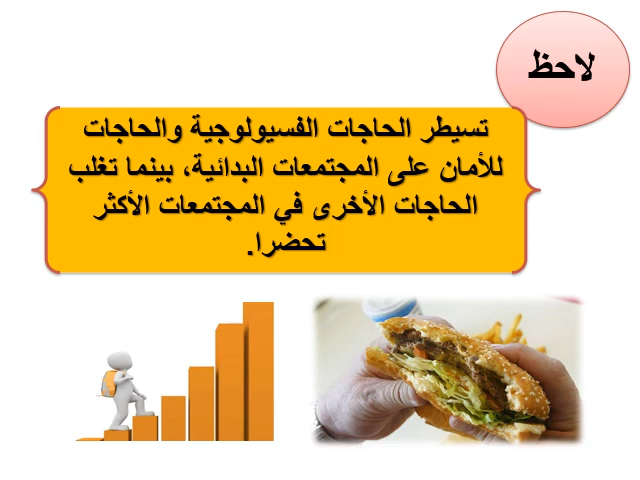 لاحظ
تسيطر الحاجات الفسيولوجية والحاجات
للأمان على المجتمعات البدائية، بينما تغلب
الحاجات الأخرى في المجتمعات الأكثر
تحضرا.